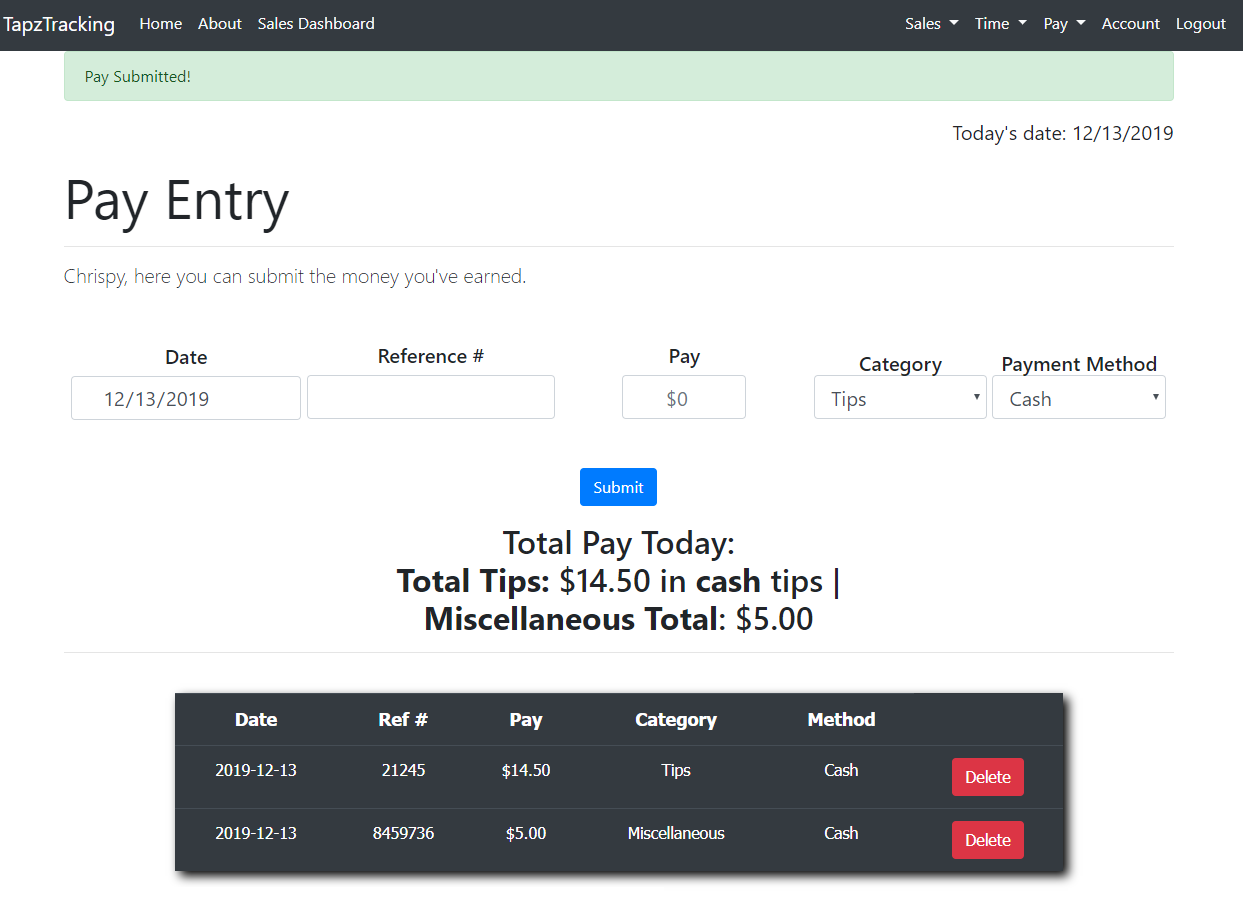 TapzTracking Home About Sales Dashboard Sales Time Pay Account Logout
Pay Submitted!
Today's date: 12/13/2019
Pay Entry
Chrispy, here you can submit the money you've earned.
Date Reference # Pay Category Payment Method
12/13/2019 $0 Tips Cash
Submit
Total Pay Today:
Total Tips: $14.50 in cash tips |
Miscellaneous Total: $5.00
Date Ref # Pay Category Method
2019-12-13 21245 $14.50 Tips Cash Delete
2019-12-13 8459736 $5.00 Miscellaneous Cash Delete